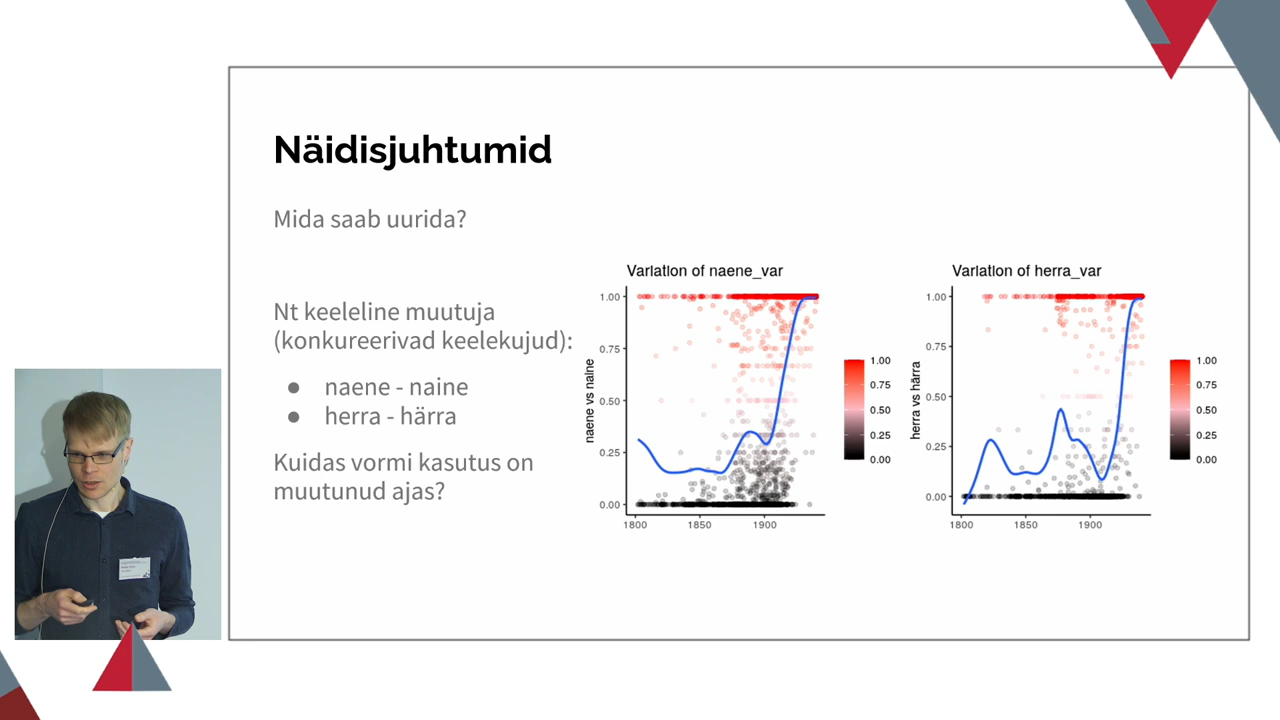 Näidisjuhtumid
Mida saab uurida?
Nt keeleline muutuja
(konkureerivad keelekujud):
● naene - naine
● herra - härra
Kuidas vormi kasutus on
muutunud ajas?
Variation of naene_var
naene vs naine
1.00
0.75
0.50
0.25
0.00
1800
1850
1900
1.00
0.75
0.50
0.25
0.00
Variation of herra_var
herra vs härra
1.00
0.75
0.50
0.25
0.00
1800
1850
1900
1.00
0.75
0.50
0.25
0.00